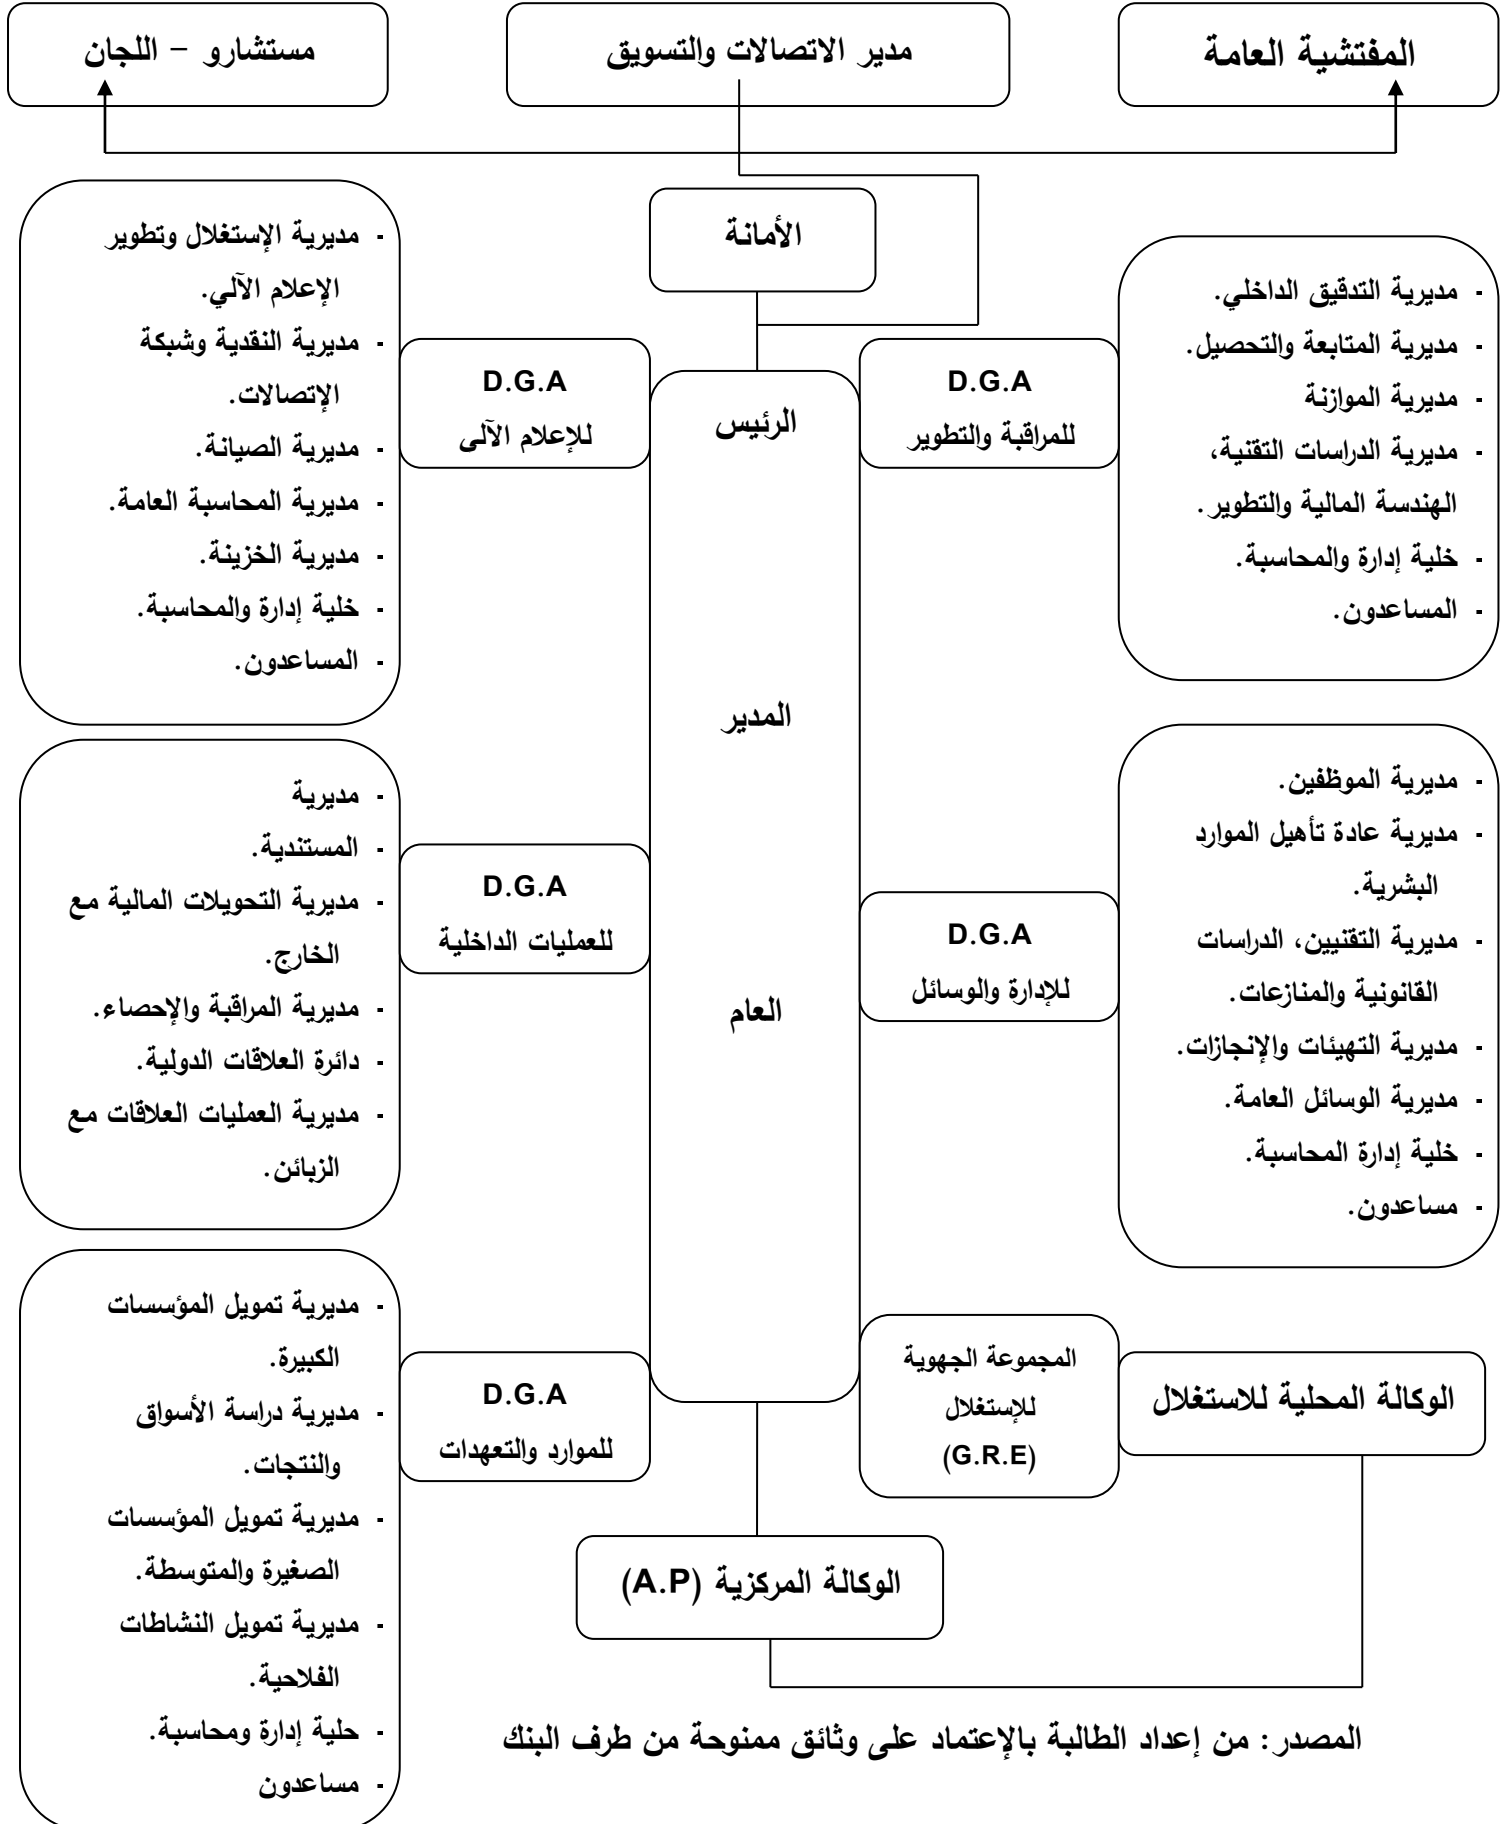 المفتشية العامة
مدير الاتصالات والتسويق
مستشارو – اللجان
الأمانة
- مديرية التدقيق الداخلي.
- مديرية المتابعة والتحصيل.
- مديرية الموازنة
- مديرية الدراسات التقنية،
الهندسة المالية والتطوير.
- خلية إدارة والمحاسبة.
- المساعدون.
D.G.A
للمراقبة والتطوير
الرئيس
المدير
العام
D.G.A
للإعلام الآلى
- مديرية الإستغلال وتطوير
الإعلام الآلي.
- مديرية النقدية وشبكة
الإتصالات.
- مديرية الصيانة.
- مديرية المحاسبة العامة.
- مديرية الخزينة.
- خلية إدارة والمحاسبة.
- المساعدون.
- مديرية الموظفين.
- مديرية عادة تأهيل الموارد
البشرية.
- مديرية التقنيين، الدراسات
القانونية والمنازعات.
- مديرية التهيئات والإنجازات.
- مديرية الوسائل العامة.
- خلية إدارة المحاسبة.
- مساعدون.
D.G.A
للإدارة والوسائل
D.G.A
للعمليات الداخلية
- مديرية
- المستندية.
- مديرية التحويلات المالية مع
الخارج.
- مديرية المراقبة والإحصاء.
- دائرة العلاقات الدولية.
- مديرية العمليات العلاقات مع
الزبائن.
الوكالة المحلية للاستغلال
المجموعة الجهوية
للإستغلال
(G.R.E)
D.G.A
للموارد والتعهدات
- مديرية تمويل المؤسسات
الكبيرة.
- مديرية دراسة الأسواق
والنتجات.
- مديرية تمويل المؤسسات
الصغيرة والمتوسطة.
- مديرية تمويل النشاطات
الفلاحية.
- حلية إدارة ومحاسبة.
- مساعدون
الوكالة المركزية (A.P)
المصدر: من إعداد الطالبة بالإعتماد على وثائق ممنوحة من طرف البنك